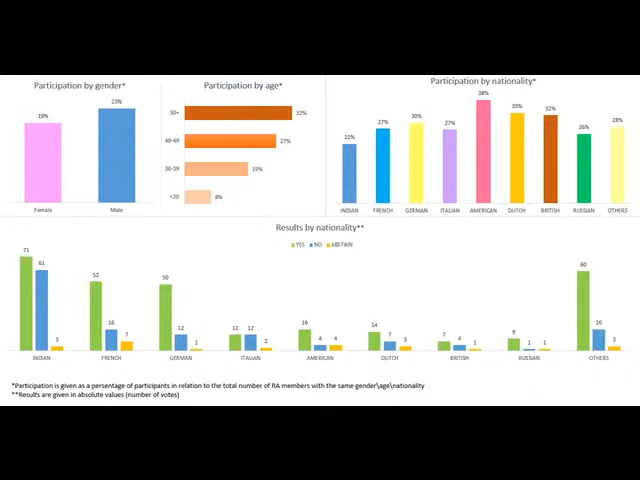 Participation by gender*
23%
19%
Female Male
Participation by age*
50+ 32%
40-49 27%
30-39 19%
<30 8%
Participation by nationality*
22% 27% 30% 27% 38% 33% 32% 26% 28%
INDIAN FRENCH GERMAN ITALIAN AMERICAN DUTCH BRITISH RUSSIAN OTHERS
Results by nationality**
YES NO ABSTAIN
71 61 3 52 16 7 50 12 1 12 12 2 16 4 4 14 7 3 7 4 1 9 1 1 60 16 3
INDIAN FRENCH GERMAN ITALIAN AMERICAN DUTCH BRITISH RUSSIAN OTHERS
*Participation is given as a persentage of participants in relation to the total number of RA members with the same gender\age\nationality
**Results are given in absolute values (number of votes)